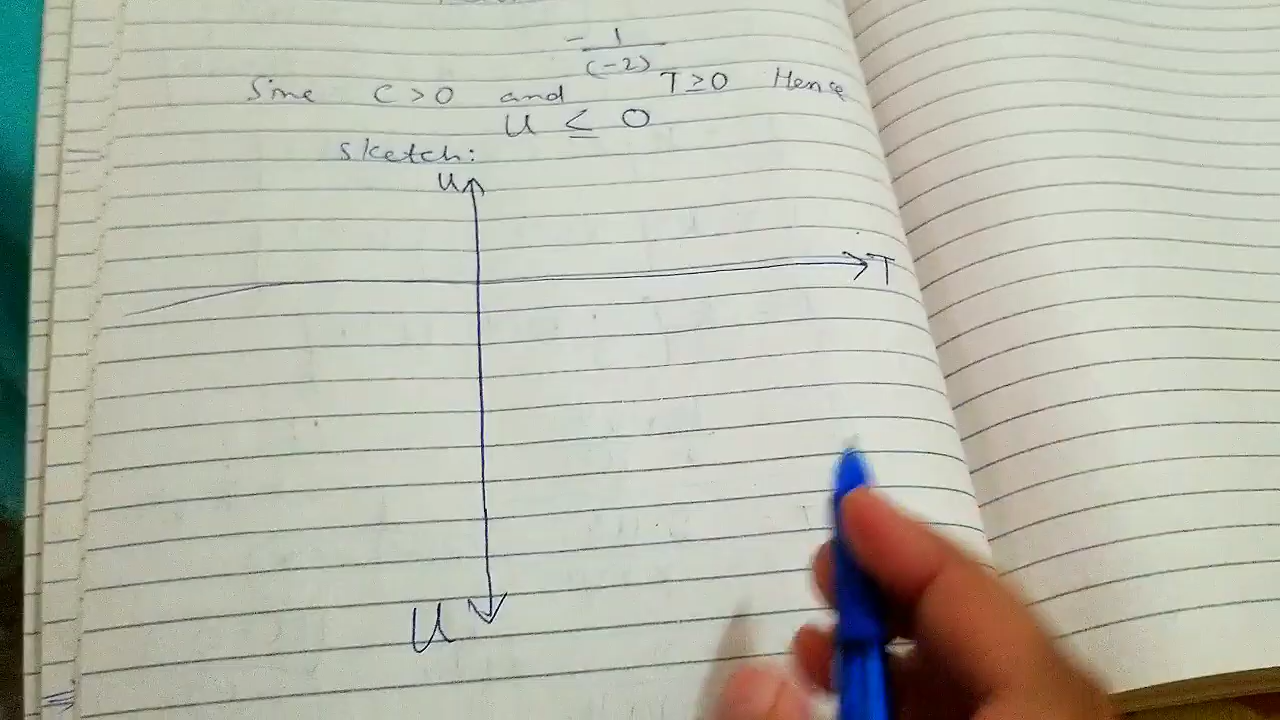 - 1
(-2)
Sine C > 0 and T ≥ 0 Hence
U ≤ 0
Sketch:
U
T
U